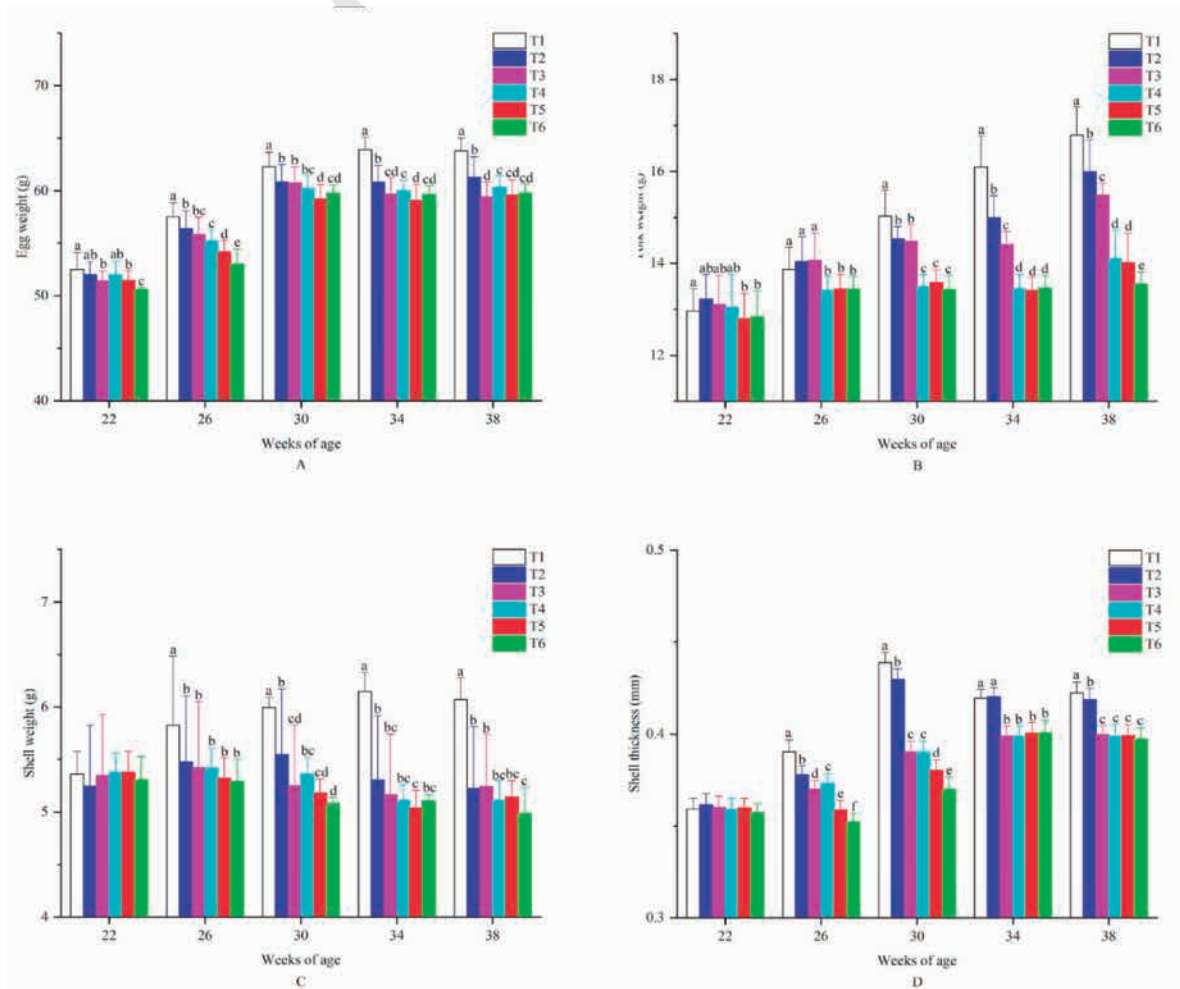 T1
T2
T3
T4
T5
T6
70
60
50
40
Egg weight (g)
a ab b ab b c
a b bc c d e
a b b bc d cd
a b cd c d cd
a b d c cd cd
22 26 30 34 38
Weeks of age
A
T1
T2
T3
T4
T5
T6
18
16
14
12
weight (g)
a ab ab ab b b
a a a b b b
a b b c c c
a b c d d d
a b c d d e
22 26 30 34 38
Weeks of age
B
T1
T2
T3
T4
T5
T6
7
6
5
4
Shell weight (g)
a b b b b b
a b cd bc cd d
a b bc bc c bc
a b b bc bc c
22 26 30 34 38
Weeks of age
C
T1
T2
T3
T4
T5
T6
0.5
0.4
0.3
Shell thickness (mm)
a b d c e f
a b c c d e
a a b b b b
a b c c c c
22 26 30 34 38
Weeks of age
D